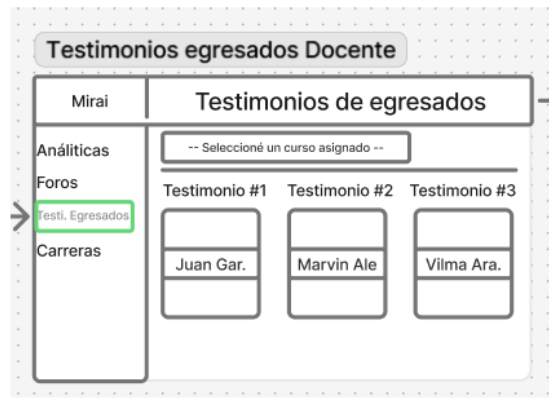 Testimonios egresados Docente
Mirai
Testimonios de egresados
Análiticas
Foros
Testi. Egresados
Carreras
-- Seleccioné un curso asignado --
Testimonio #1
Testimonio #2
Testimonio #3
Juan Gar.
Marvin Ale
Vilma Ara.